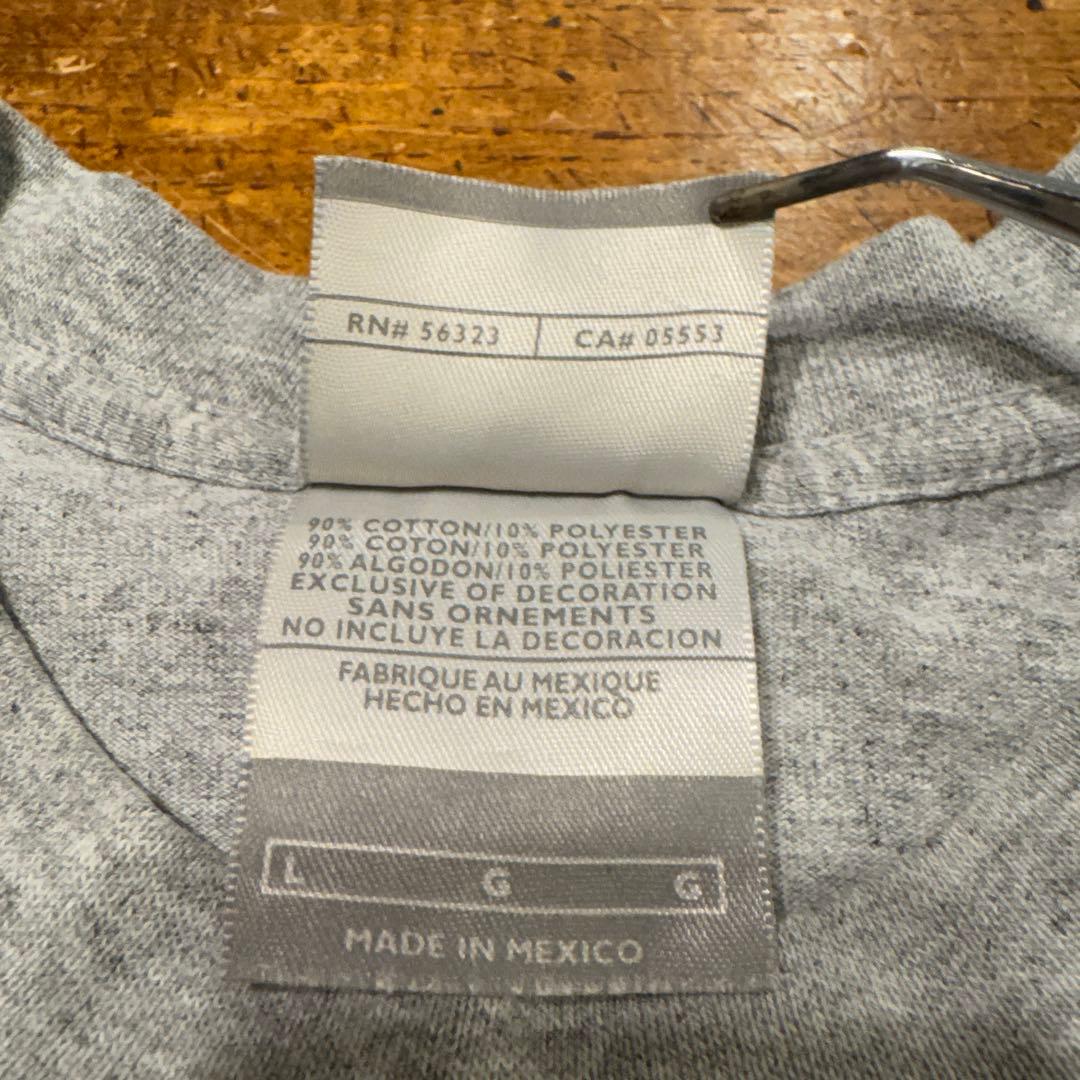 RN# 56323 CA# 05553
90% COTTON/10% POLYESTER
90% COTON/10% POLYESTER
90% ALGODON/10% POLIESTER
EXCLUSIVE OF DECORATION
SANS ORNEMENTS
NO INCLUYE LA DECORACION
FABRIQUE AU MEXIQUE
HECHO EN MEXICO
L G G
MADE IN MEXICO